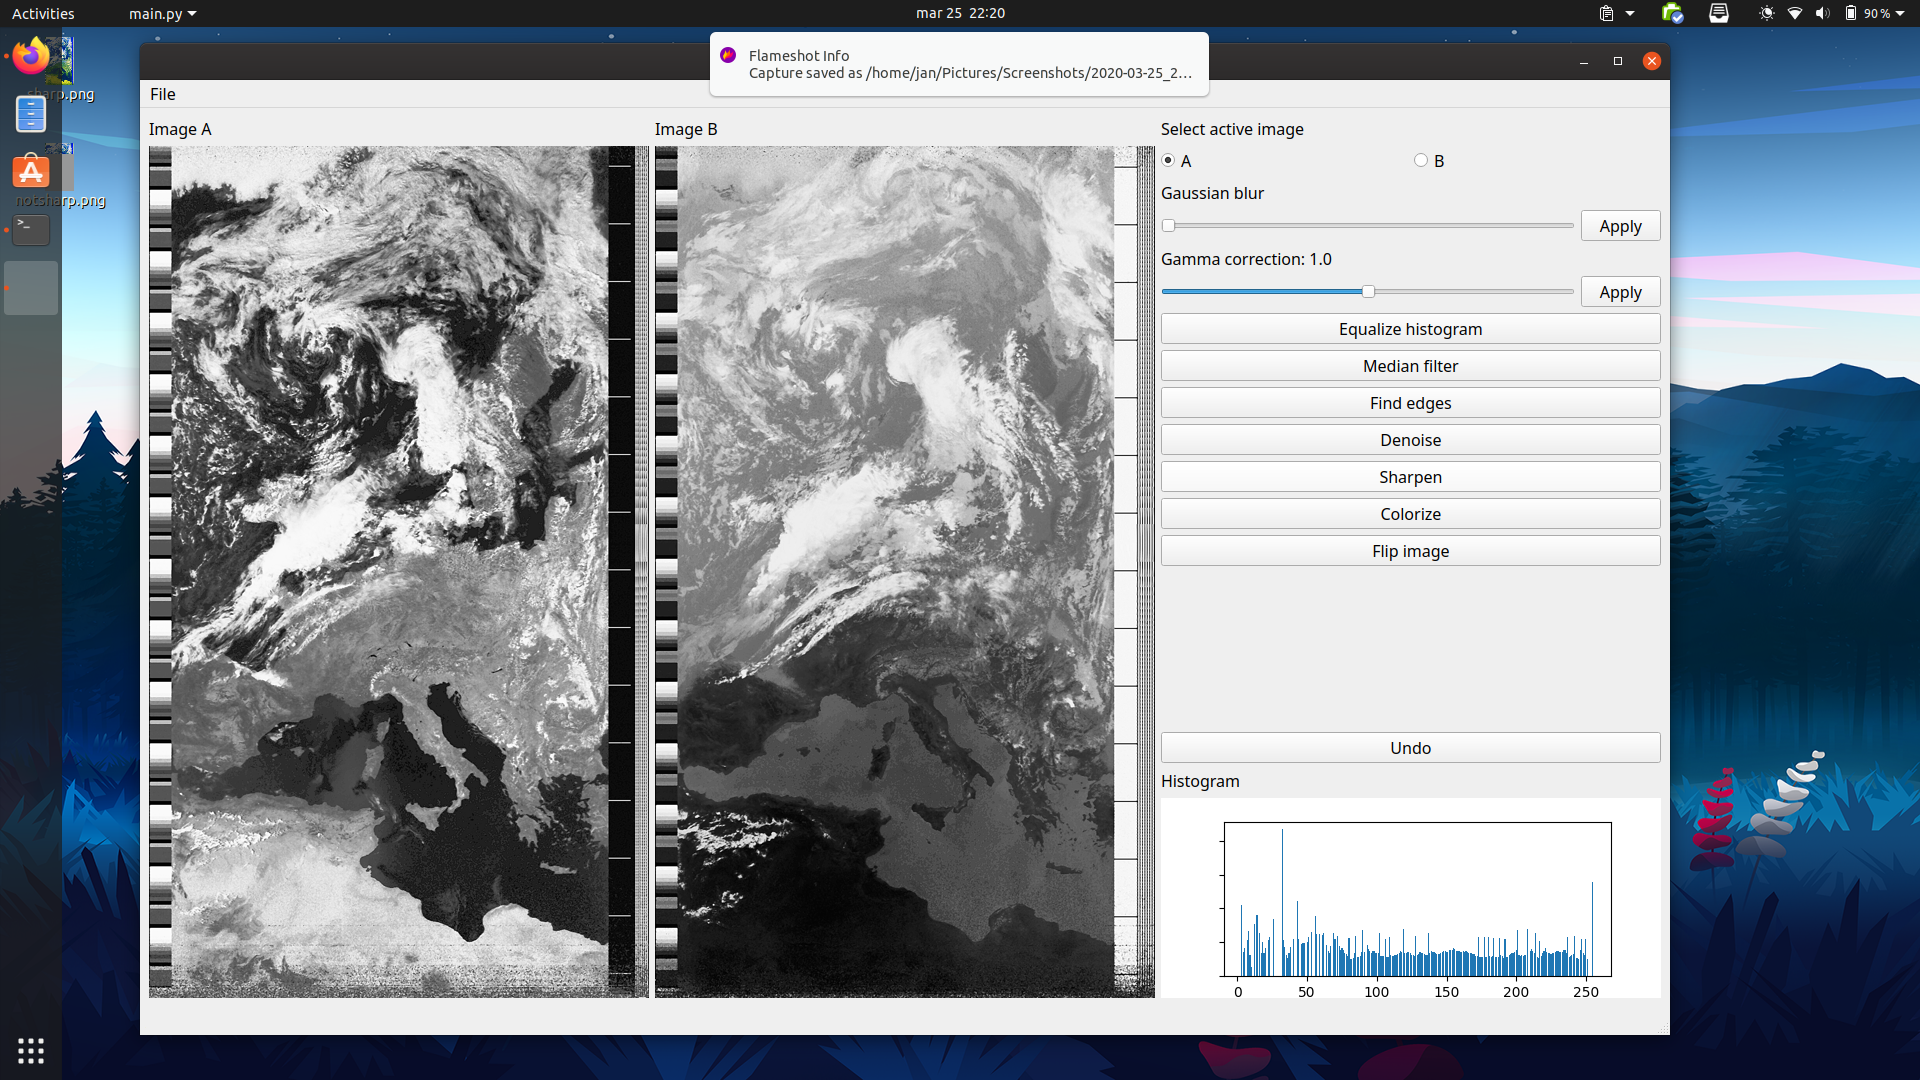 Activities
main.py
mar 25 22:20
90 %
Flameshot Info
Capture saved as /home/jan/Pictures/Screenshots/2020-03-25_2...
sharp.png
notsharp.png
File
Image A
Image B
Select active image
A
B
Gaussian blur
Apply
Gamma correction: 1.0
Apply
Equalize histogram
Median filter
Find edges
Denoise
Sharpen
Colorize
Flip image
Undo
Histogram
0 50 100 150 200 250